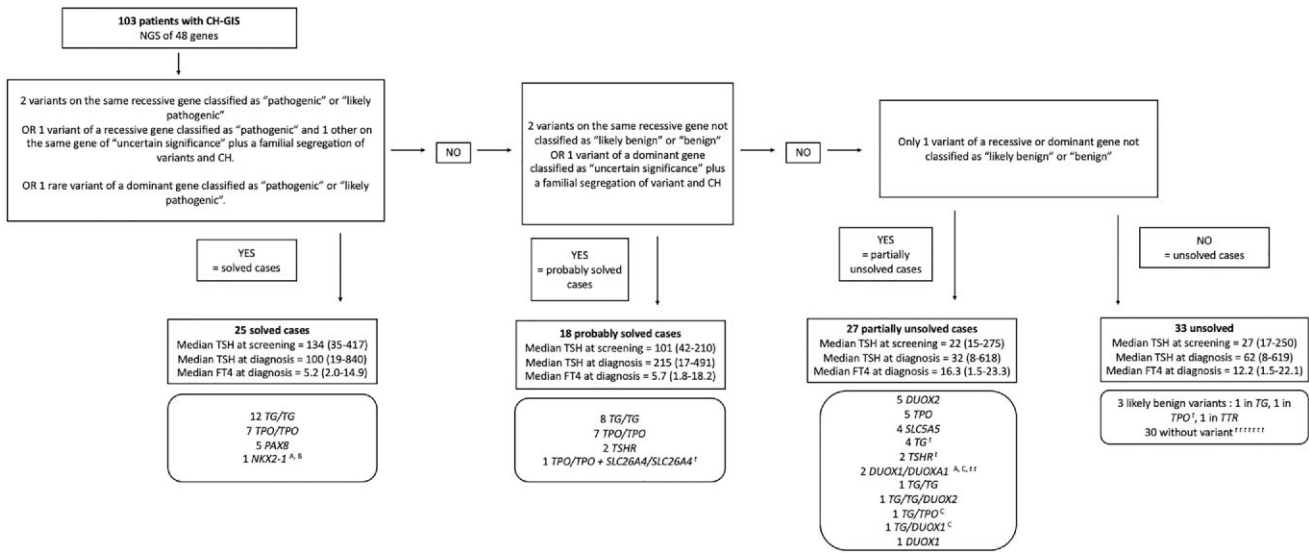 103 patients with CH-GIS
NGS of 48 genes
2 variants on the same recessive gene classified as "pathogenic" or "likely
pathogenic"
OR 1 variant of a recessive gene classified as "pathogenic" and 1 other on
the same gene of "uncertain significance" plus a familial segregation of
variants and CH.
OR 1 rare variant of a dominant gene classified as "pathogenic" or "likely
pathogenic".
NO
2 variants on the same recessive gene not
classified as "likely benign" or "benign"
OR 1 variant of a dominant gene
classified as "uncertain significance" plus
a familial segregation of variant and CH
NO
Only 1 variant of a recessive or dominant gene not
classified as "likely benign" or "benign"
YES
= solved cases
YES
= probably solved
cases
YES
= partially
unsolved cases
NO
= unsolved cases
25 solved cases
Median TSH at screening = 134 (35-417)
Median TSH at diagnosis = 100 (19-840)
Median FT4 at diagnosis = 5.2 (2.0-14.9)
18 probably solved cases
Median TSH at screening = 101 (42-210)
Median TSH at diagnosis = 215 (17-491)
Median FT4 at diagnosis = 5.7 (1.8-18.2)
27 partially unsolved cases
Median TSH at screening = 22 (15-275)
Median TSH at diagnosis = 32 (8-618)
Median FT4 at diagnosis = 16.3 (1.5-23.3)
33 unsolved
Median TSH at screening = 27 (17-250)
Median TSH at diagnosis = 62 (8-619)
Median FT4 at diagnosis = 12.2 (1.5-22.1)
12 TG/TG
7 TPO/TPO
5 PAX8
1 NKX2-1 A, B
8 TG/TG
7 TPO/TPO
2 TSHR
1 TPO/TPO + SLC26A4/SLC26A4 t
5 DUOX2
5 TPO
4 SLC5A5
4 TG t
2 TSHR t
2 DUOX1/DUOXA1 A, C, t t
1 TG/TG
1 TG/TG/DUOX2
1 TG/TPO C
1 TG/DUOX1 C
1 DUOX1
3 likely benign variants : 1 in TG, 1 in
TPO t, 1 in TTR
30 without variant t t t t t t t